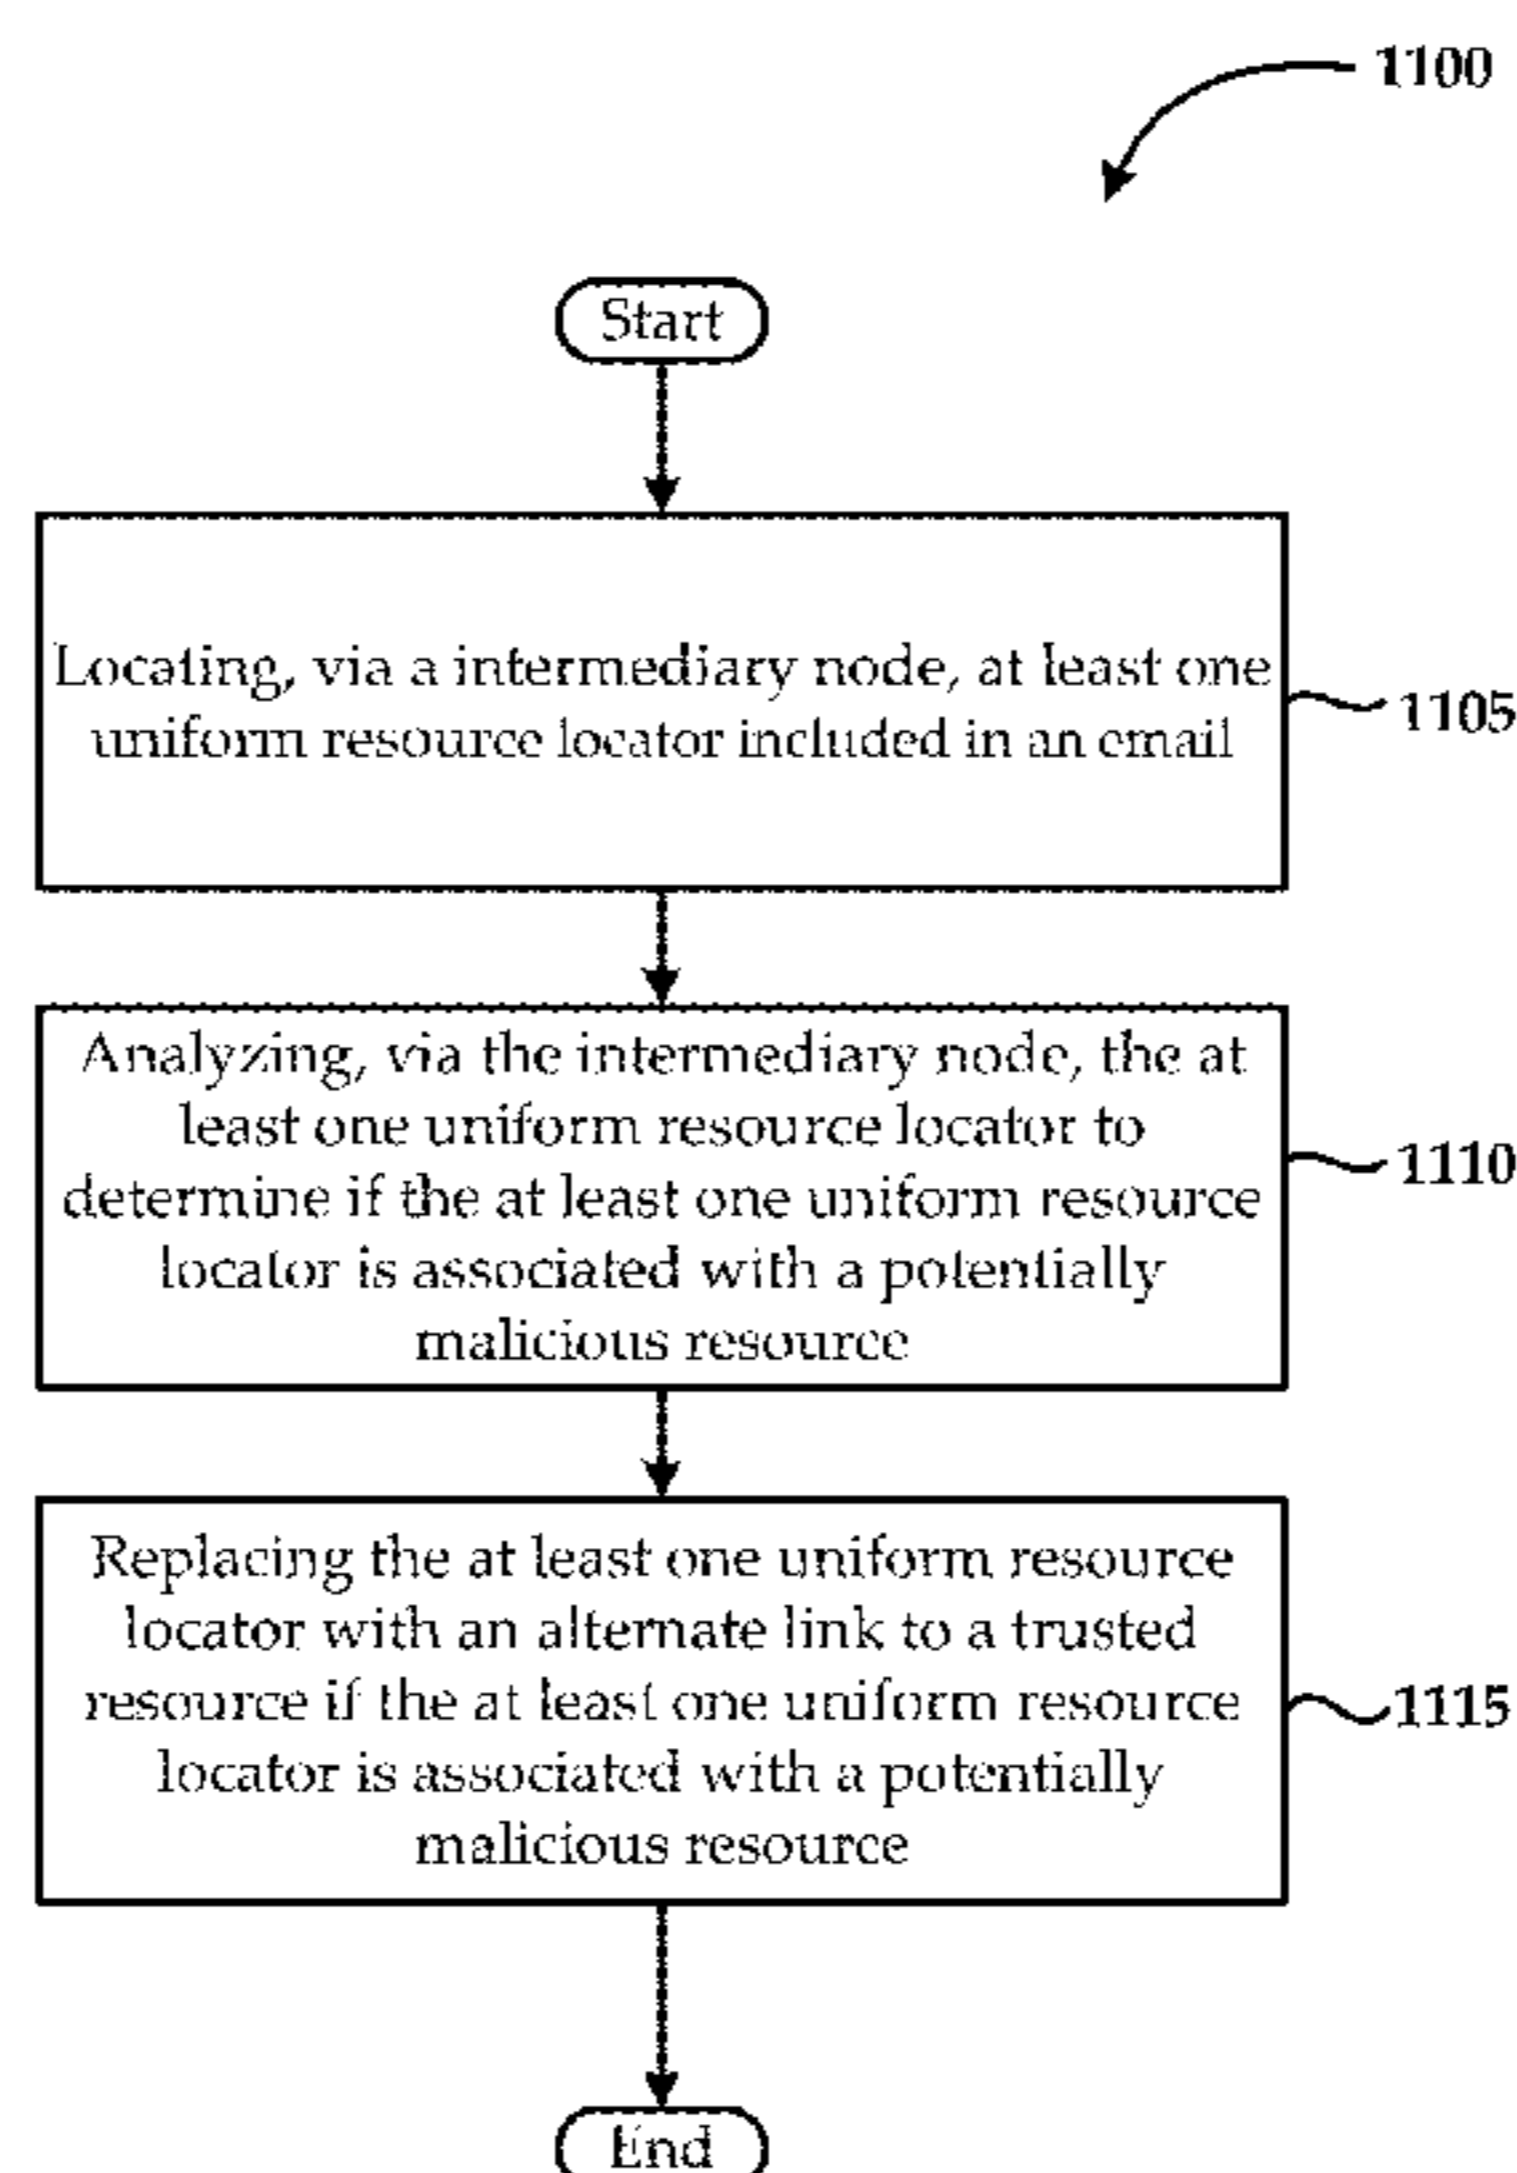 1100
Start
Locating, via a intermediary node, at least one
uniform resource locator included in an email
1105
Analyzing, via the intermediary node, the at
least one uniform resource locator to
determine if the at least one uniform resource
locator is associated with a potentially
malicious resource
1110
Replacing the at least one uniform resource
locator with an alternate link to a trusted
resource if the at least one uniform resource
locator is associated with a potentially
malicious resource
1115
End